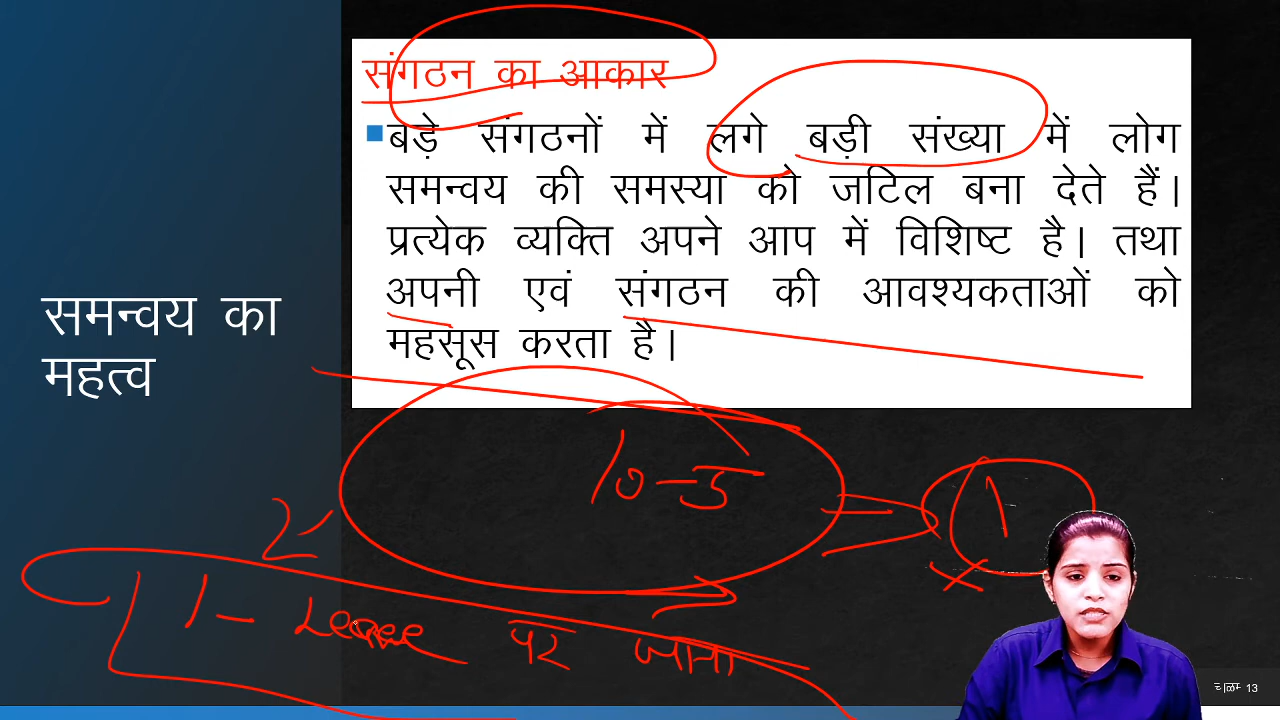 संगठन का आकार
बड़े संगठनों में लगे बड़ी संख्या में लोग
समन्वय की समस्या को जटिल बना देते हैं।
प्रत्येक व्यक्ति अपने आप में विशिष्ट है। तथा
अपनी एवं संगठन की आवश्यकताओं को
महसूस करता है।
समन्वय का
महत्व
10-5
1
2
1- Leave पर जाना
13